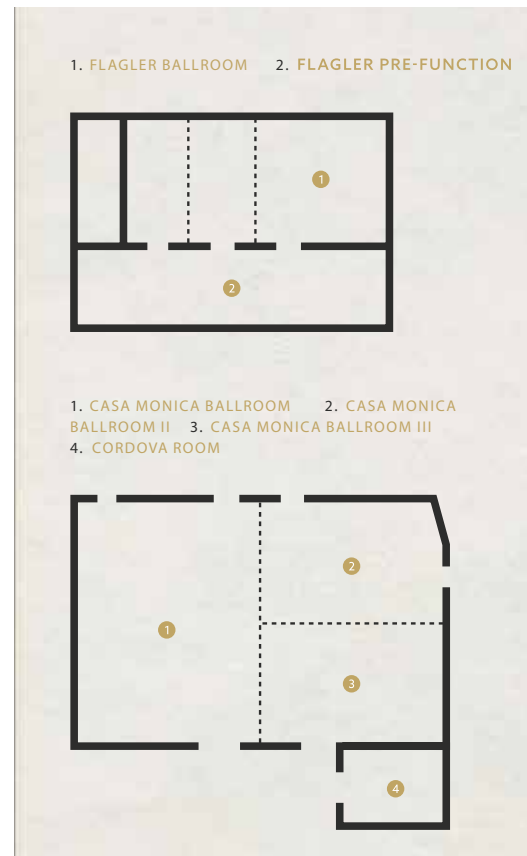 1. FLAGLER BALLROOM 2. FLAGLER PRE-FUNCTION
1
2
1. CASA MONICA BALLROOM 2. CASA MONICA
BALLROOM II 3. CASA MONICA BALLROOM III
4. CORDOVA ROOM
2
1
3
4